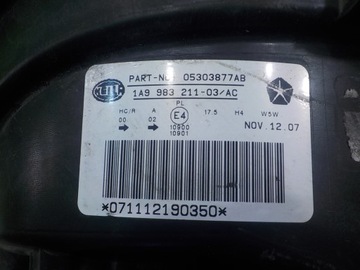 PART-NO. 05303877AB
1A9 983 211-03/AC
HC/R A PL 17.5 H4 W5W
00 02 E4
10900
10901
NOV.12.07
*071112190350*